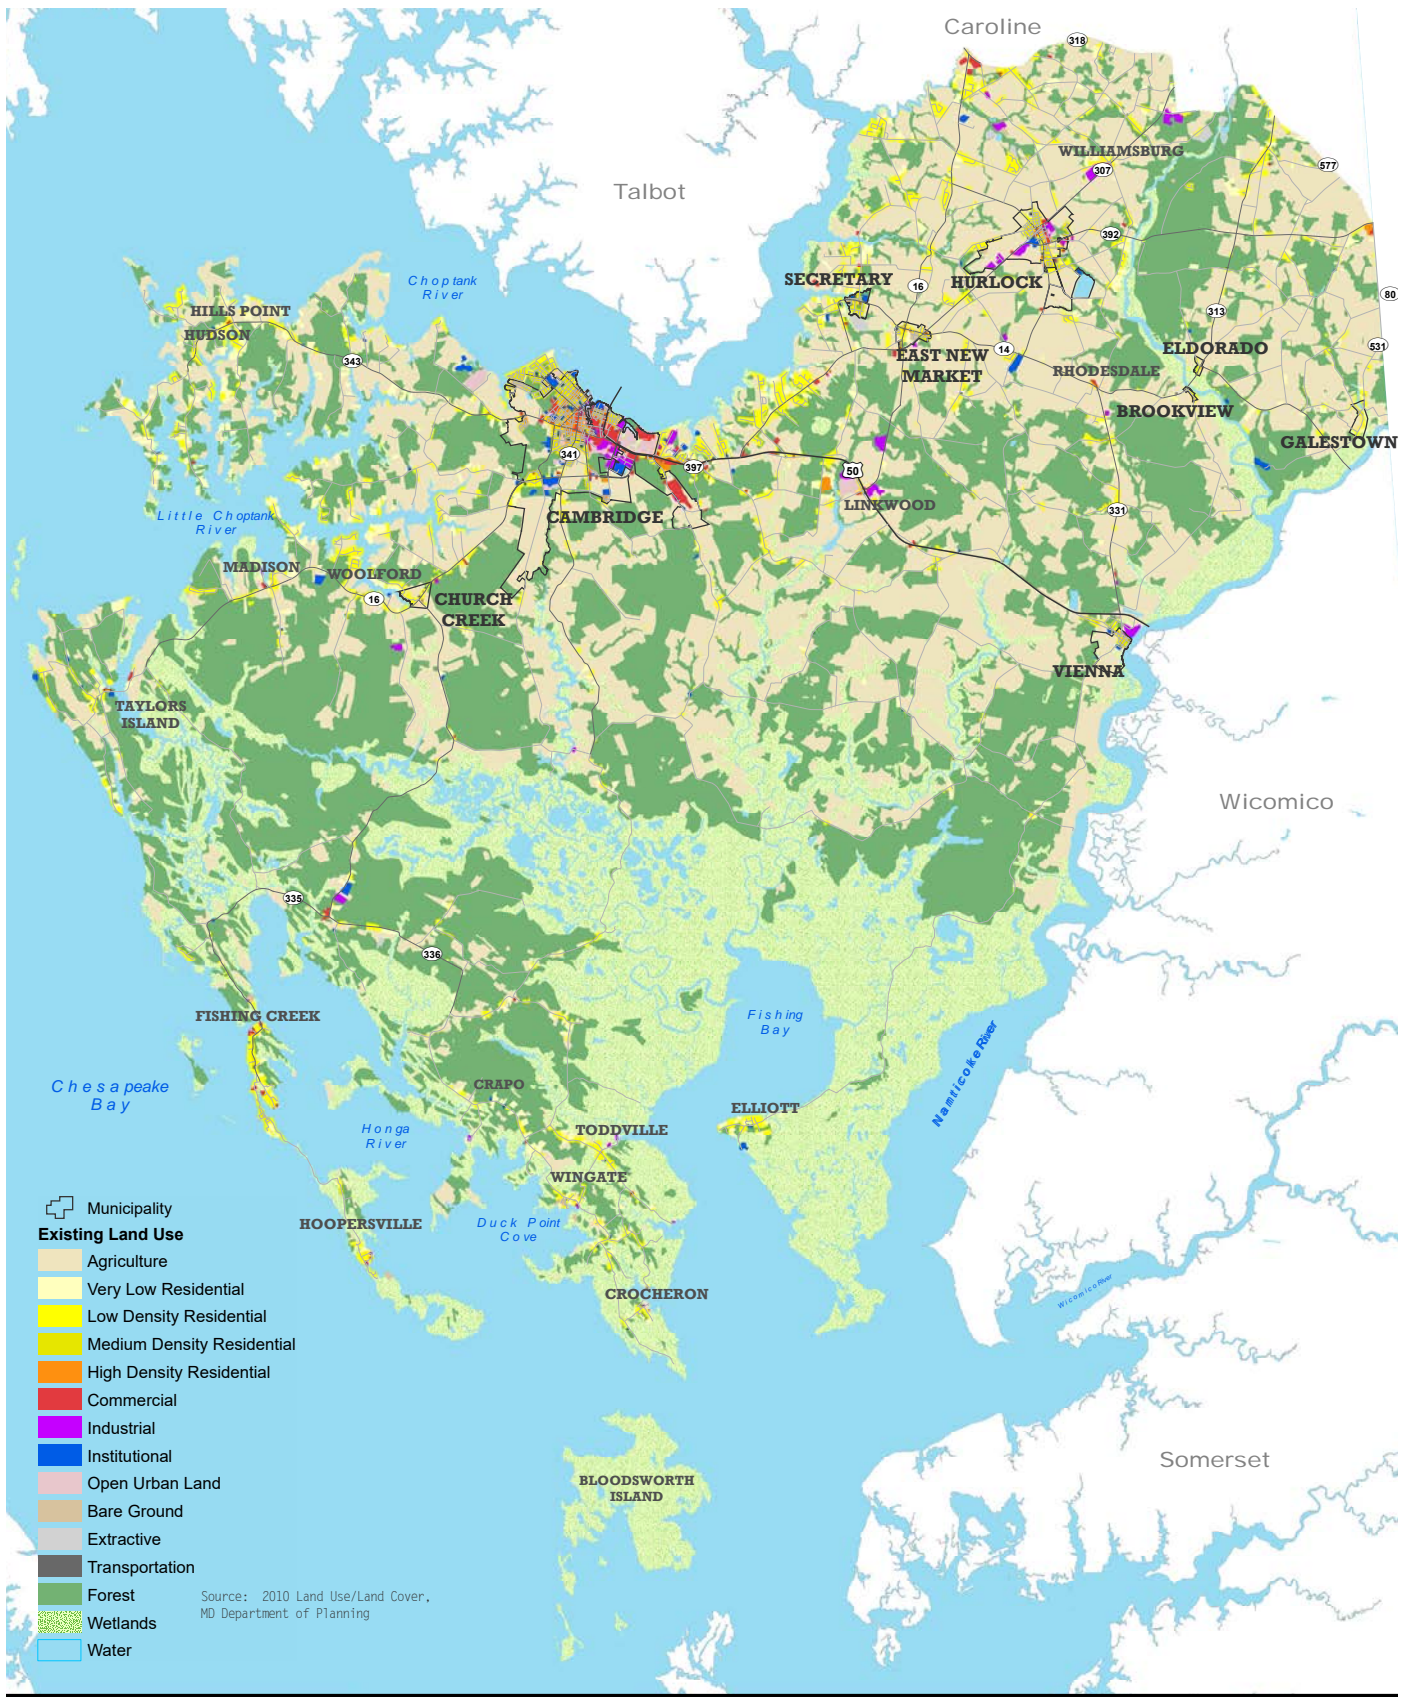 Caroline
318
Talbot
WILLIAMSBURG
307
577
392
Choptank
River
SECRETARY
HURLOCK
16
80
313
HILLS POINT
HUDSON
343
EAST NEW
MARKET
14
RHODESDALE
ELDORADO
531
BROOKVIEW
GALESTOWN
341
397
50
LINKWOOD
331
CAMBRIDGE
Little Choptank
River
MADISON
WOOLFORD
16
CHURCH
CREEK
VIENNA
TAYLORS
ISLAND
Wicomico
335
336
FISHING CREEK
Fishing
Bay
Nanticoke River
Chesapeake
Bay
CRAPO
ELLIOTT
Honga
River
TODDVILLE
WINGATE
HOOPERSVILLE
Duck Point
Cove
CROCHERON
Wicomico River
Somerset
BLOODSWORTH
ISLAND
Municipality
Existing Land Use
Agriculture
Very Low Residential
Low Density Residential
Medium Density Residential
High Density Residential
Commercial
Industrial
Institutional
Open Urban Land
Bare Ground
Extractive
Transportation
Forest
Wetlands
Water
Source: 2010 Land Use/Land Cover,
MD Department of Planning